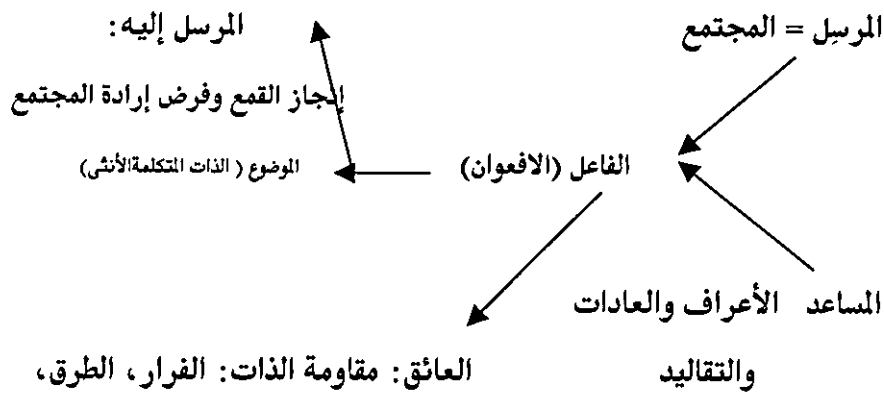 المرسِل = المجتمع
المرسل إليه:
إنجاز القمع وفرض إرادة المجتمع
الفاعل (الافعوان)
الموضوع ( الذات المتكلمةالأنثى)
المساعد الأعراف والعادات
والتقاليد
العائق: مقاومة الذات: الفرار، الطرق،